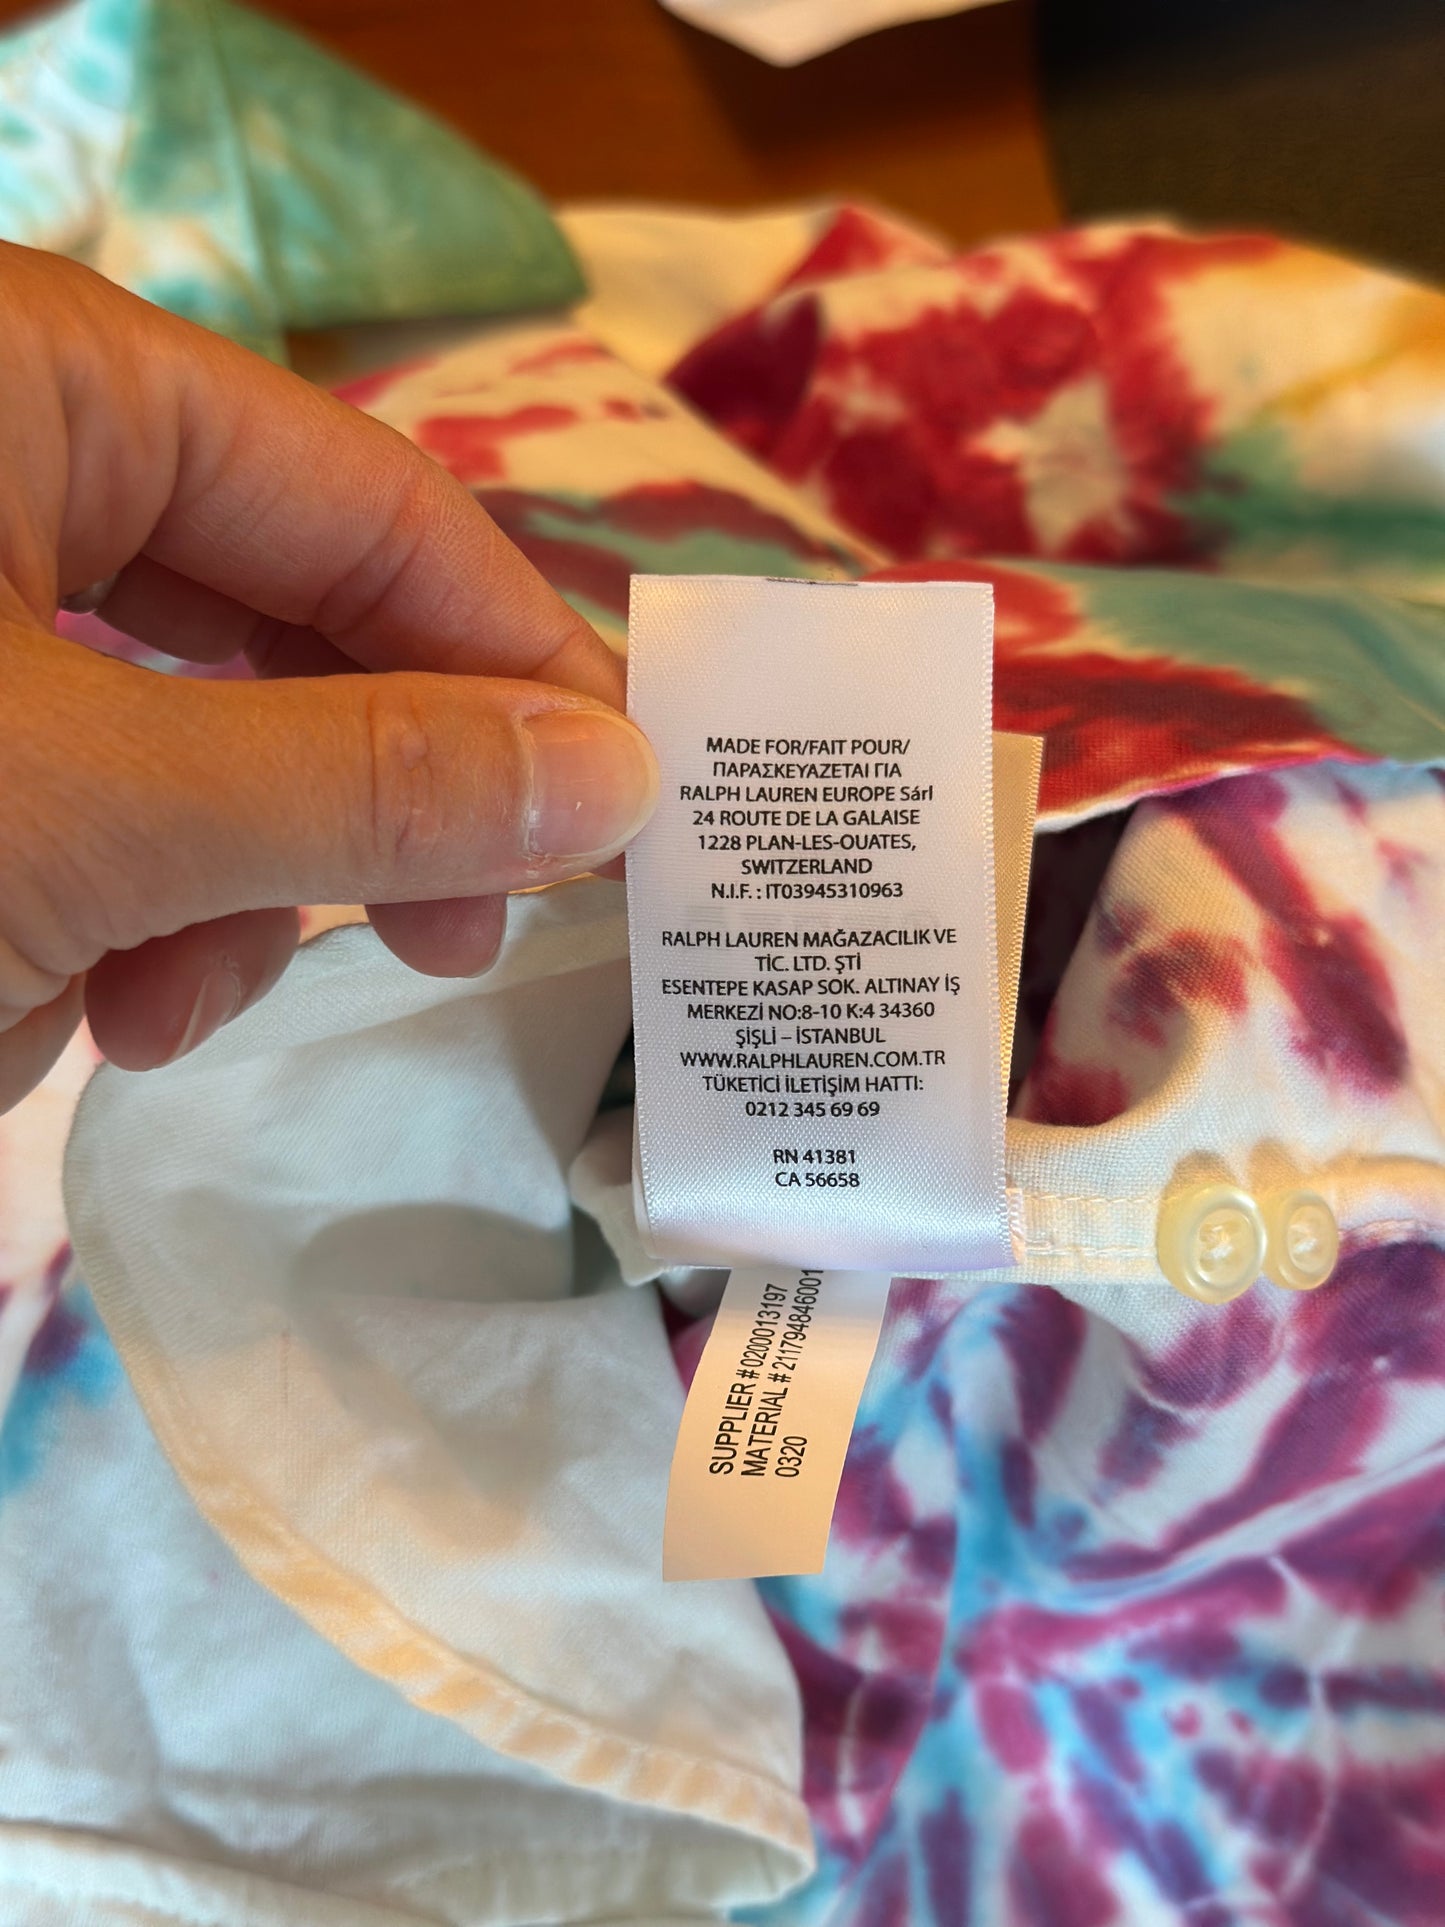 MADE FOR/FAIT POUR/
ΠΑΡΑΣΚΕΥΑΖΕΤΑΙ ΓΙΑ
RALPH LAUREN EUROPE Sárl
24 ROUTE DE LA GALAISE
1228 PLAN-LES-OUATES,
SWITZERLAND
N.I.F. : IT03945310963
RALPH LAUREN MAĞAZACILIK VE
TİC. LTD. ŞTİ
ESENTEPE KASAP SOK. ALTINAY İŞ
MERKEZİ NO:8-10 K:4 34360
ŞİŞLİ – İSTANBUL
WWW.RALPHLAUREN.COM.TR
TÜKETİCİ İLETİŞİM HATTI:
0212 345 69 69
RN 41381
CA 56658
SUPPLIER #0200013197
MATERIAL # 211794846001
0320